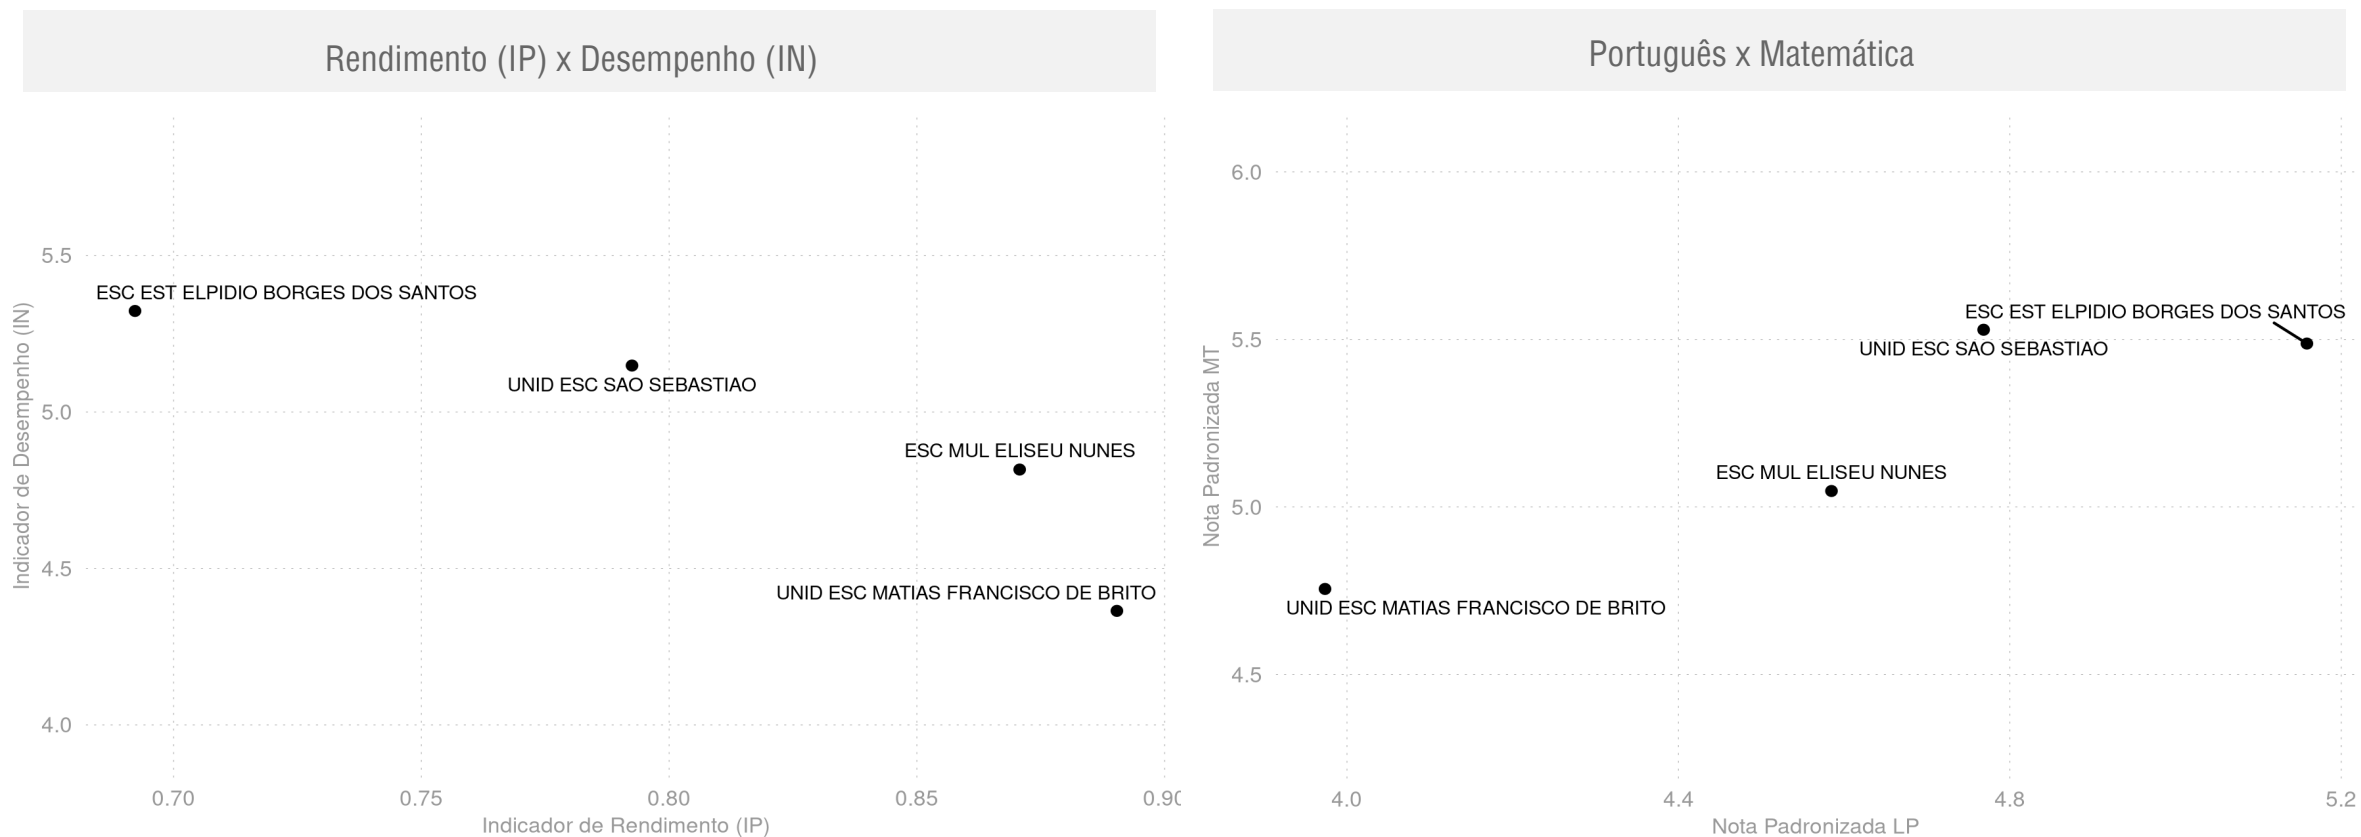 Rendimento (IP) x Desempenho (IN)
Indicador de Desempenho (IN)
5.5
5.0
4.5
4.0
ESC EST ELPIDIO BORGES DOS SANTOS
UNID ESC SAO SEBASTIAO
ESC MUL ELISEU NUNES
UNID ESC MATIAS FRANCISCO DE BRITO
0.70 0.75 0.80 0.85 0.90
Indicador de Rendimento (IP)
Português x Matemática
Nota Padronizada MT
6.0
5.5
5.0
4.5
ESC EST ELPIDIO BORGES DOS SANTOS
UNID ESC SAO SEBASTIAO
ESC MUL ELISEU NUNES
UNID ESC MATIAS FRANCISCO DE BRITO
4.0 4.4 4.8 5.2
Nota Padronizada LP